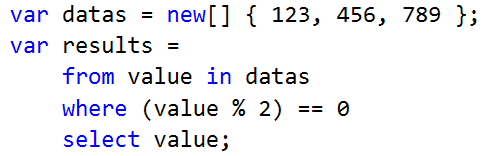 var datas = new[] { 123, 456, 789 };
var results =
    from value in datas
    where (value % 2) == 0
    select value;